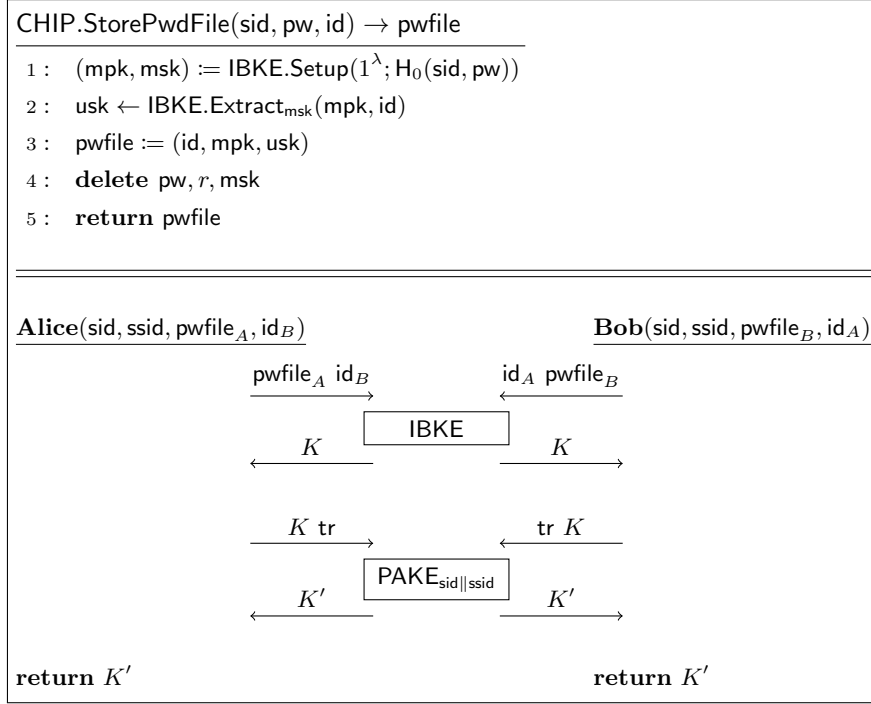 CHIP.StorePwdFile(sid, pw, id) → pwfile
1 : (mpk, msk) := IBKE.Setup(1^λ; H₀(sid, pw))
2 : usk ← IBKE.Extract_msk(mpk, id)
3 : pwfile := (id, mpk, usk)
4 : delete pw, r, msk
5 : return pwfile
Alice(sid, ssid, pwfile_A, id_B) Bob(sid, ssid, pwfile_B, id_A)
pwfile_A id_B id_A pwfile_B
IBKE
K K
K tr tr K
PAKE_sid∥ssid
K′ K′
return K′ return K′